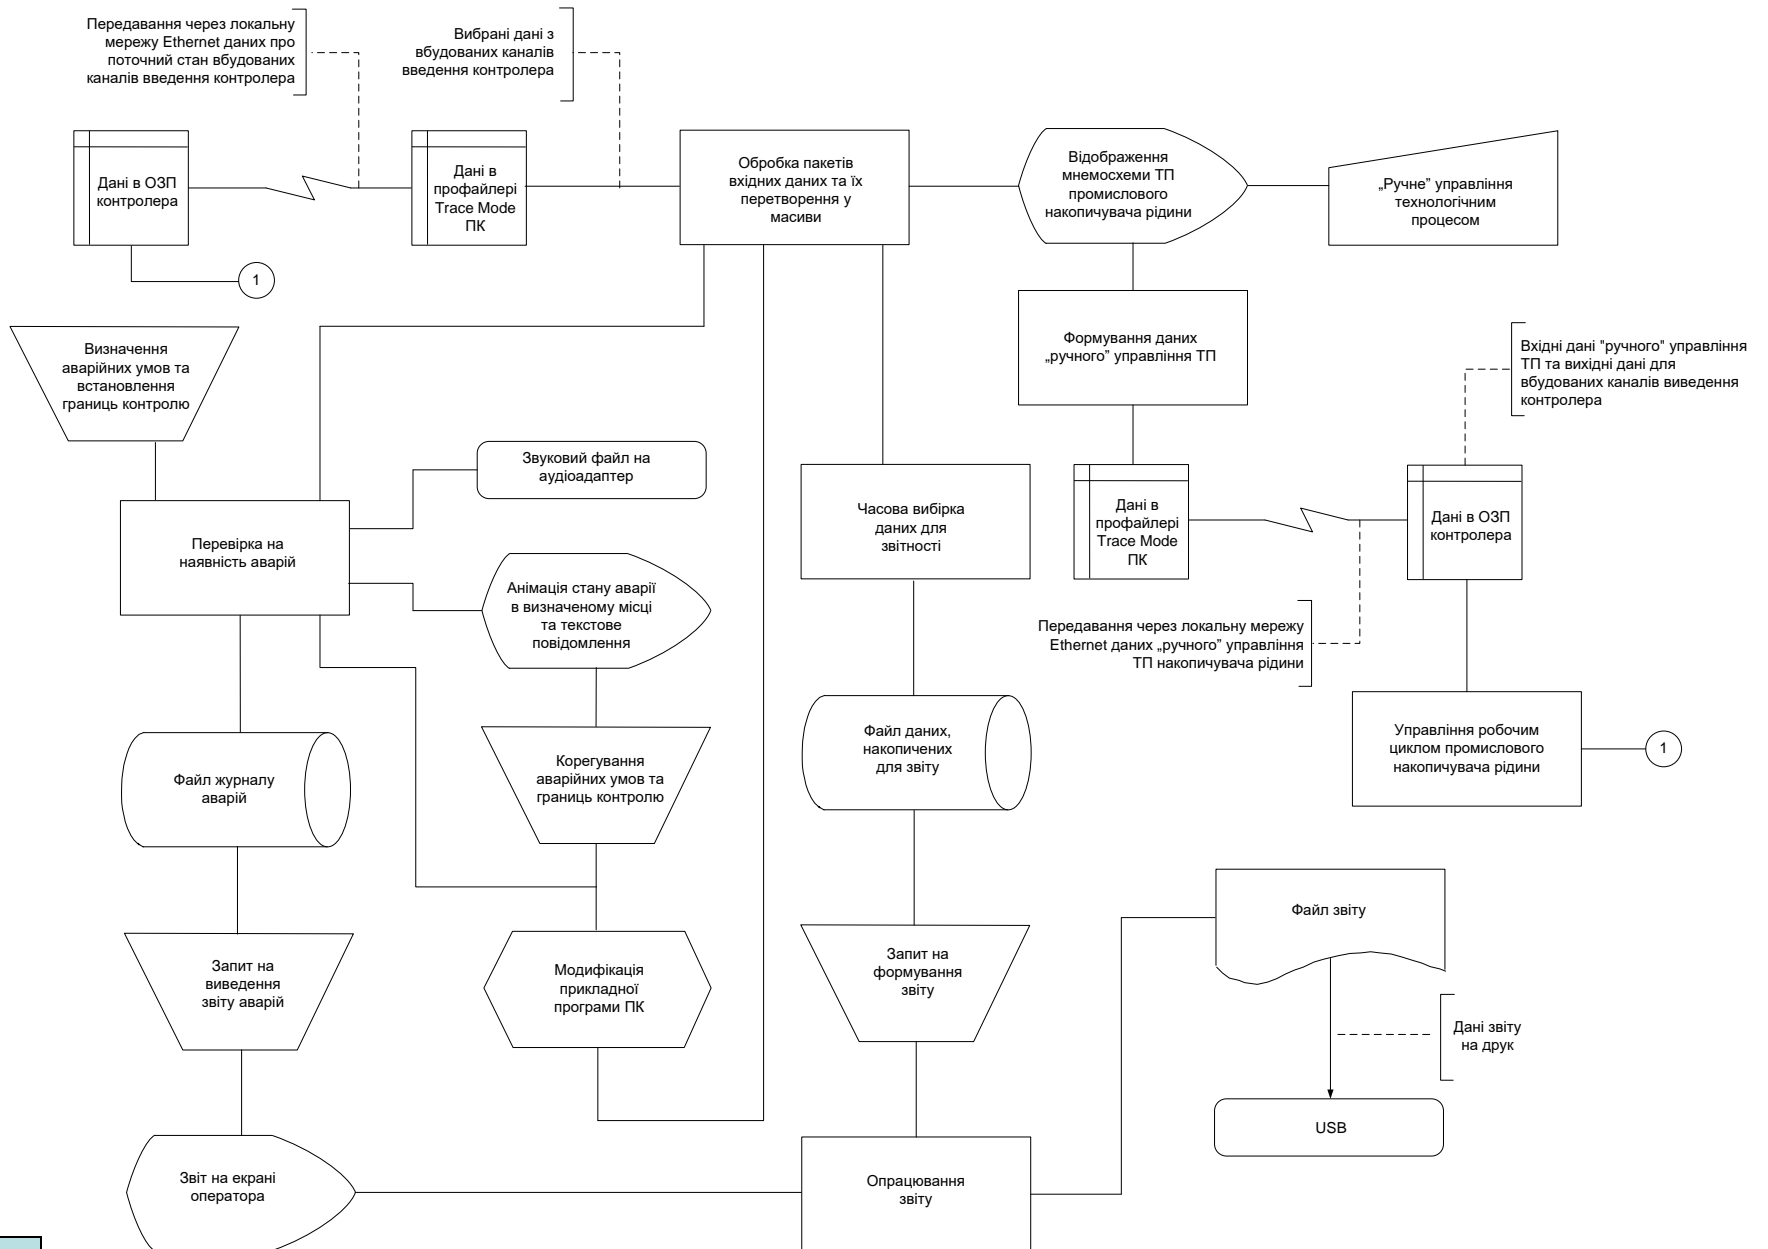 Передавання через локальну
мережу Ethernet даних про
поточний стан вбудованих
каналів введення контролера
Вибрані дані з
вбудованих каналів
введення контролера
Дані в ОЗП
контролера
Дані в
профайлері
Trace Mode
ПК
Обробка пакетів
вхідних даних та їх
перетворення у
масиви
Відображення
мнемосхеми ТП
промислового
накопичувача рідини
„Ручне” управління
технологічним
процесом
1
Визначення
аварійних умов та
встановлення
границь контролю
Формування даних
„ручного” управління ТП
Вхідні дані "ручного" управління
ТП та вихідні дані для
вбудованих каналів виведення
контролера
Звуковий файл на
аудіоадаптер
Перевірка на
наявність аварій
Часова вибірка
даних для
звітності
Дані в
профайлері
Trace Mode
ПК
Дані в ОЗП
контролера
Анімація стану аварії
в визначеному місці
та текстове
повідомлення
Передавання через локальну мережу
Ethernet даних „ручного” управління
ТП накопичувача рідини
Файл журналу
аварій
Корегування
аварійних умов та
границь контролю
Файл даних,
накопичених
для звіту
Управління робочим
циклом промислового
накопичувача рідини
1
Запит на
виведення
звіту аварій
Модифікація
прикладної
програми ПК
Запит на
формування
звіту
Файл звіту
Дані звіту
на друк
USB
Звіт на екрані
оператора
Опрацювання
звіту